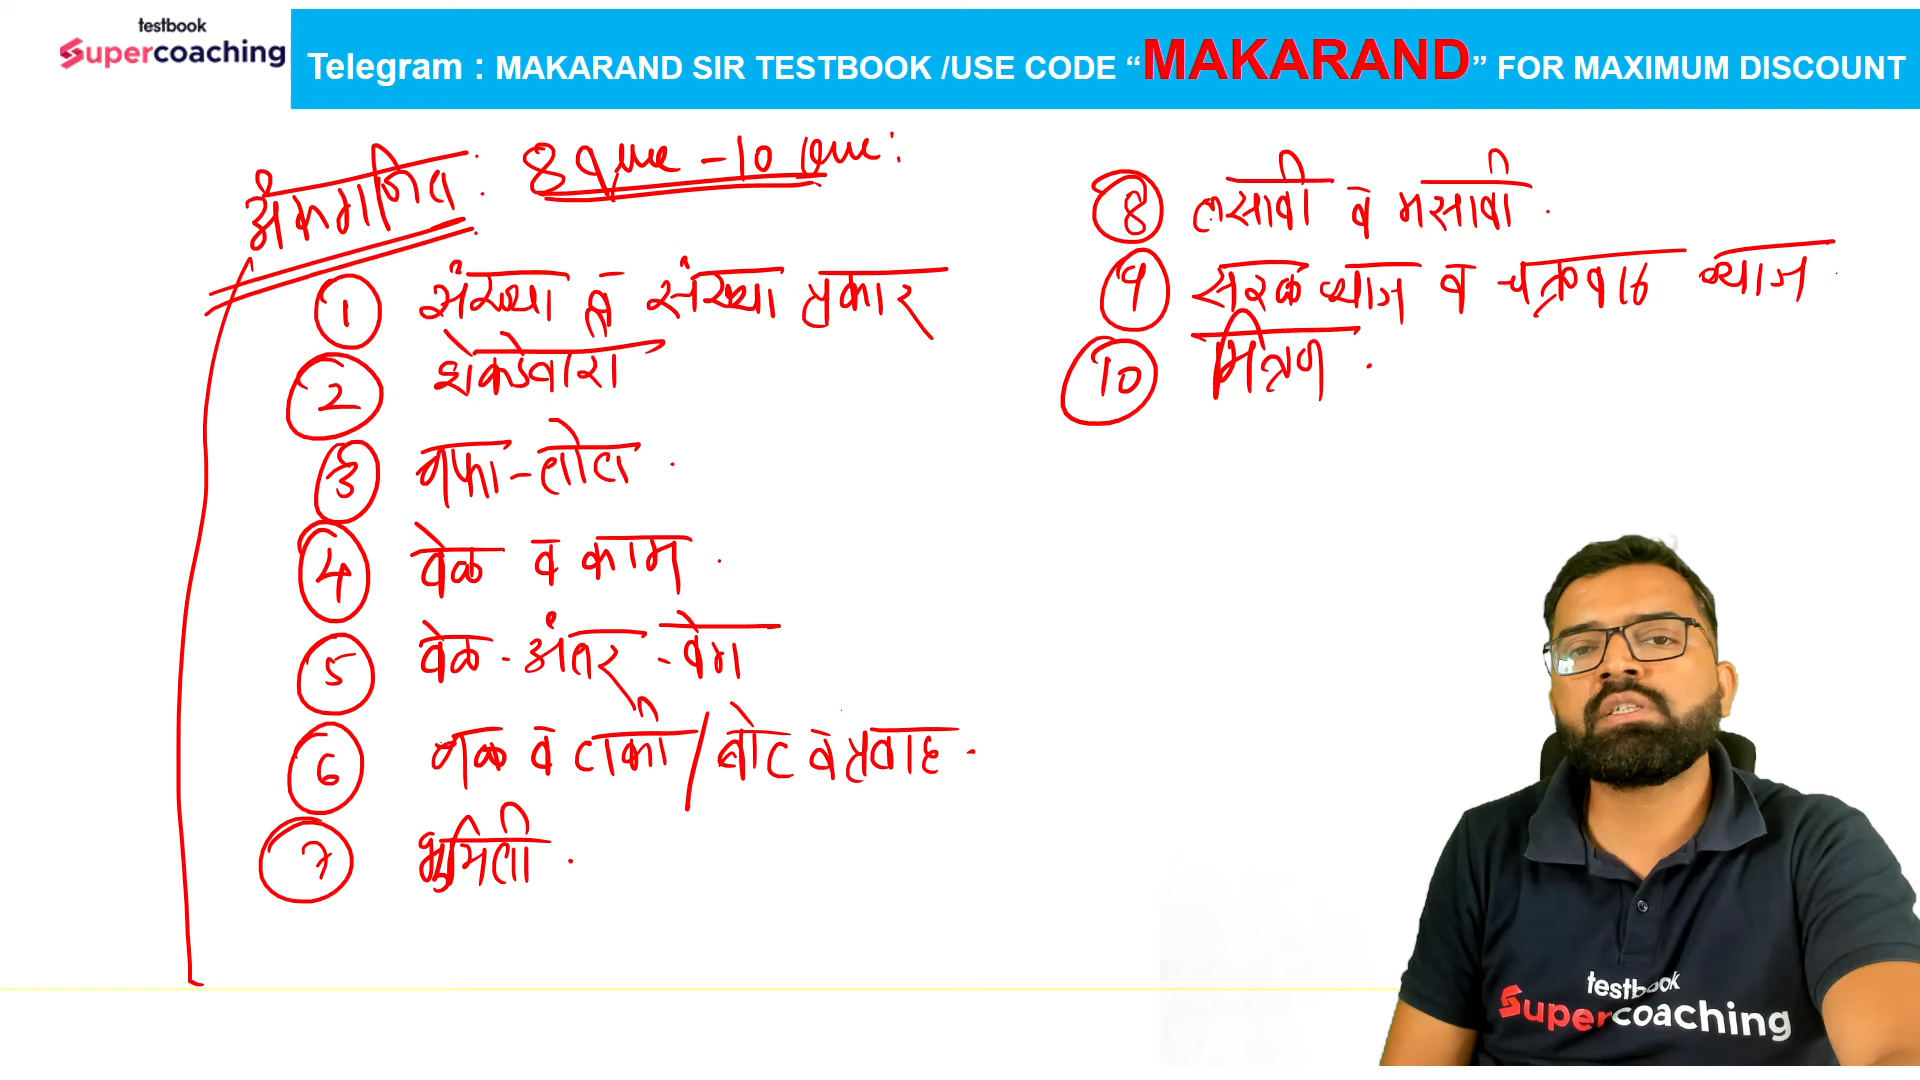 testbook
Supercoaching
Telegram : MAKARAND SIR TESTBOOK /USE CODE “MAKARAND” FOR MAXIMUM DISCOUNT
अंकगणित : 8 que - 10 que :
1 संख्या व संख्या प्रकार
2 शेकडेवारी
3 नफा - तोटा .
4 वेळ व काम .
5 वेळ - अंतर - वेग
6 नळ व टाकी / बोट व प्रवाह .
7 भूमिती .
8 लसावी व मसावी .
9 सरळ व्याज व चक्रवाढ व्याज .
10 मिश्रण .
testbook
Supercoaching